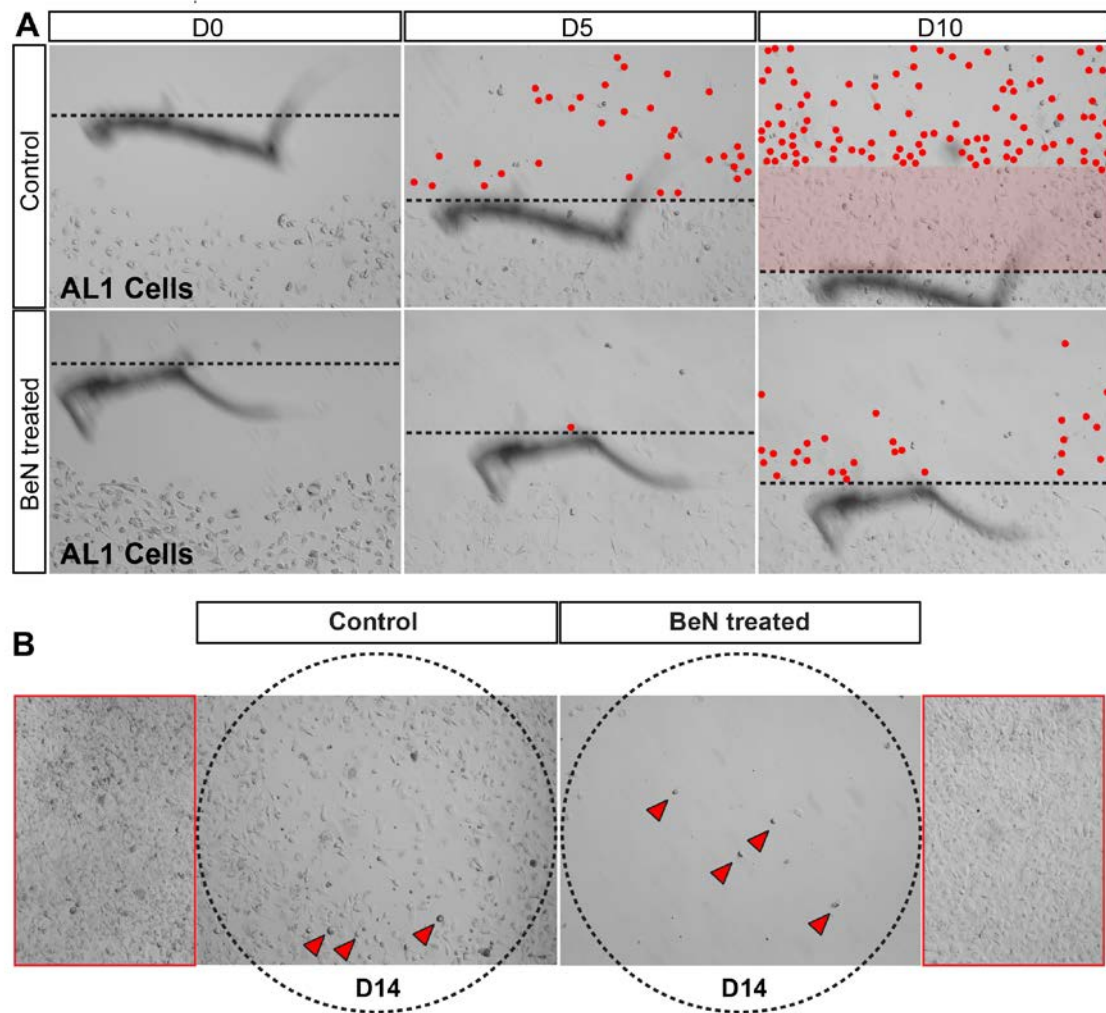 A
D0
D5
D10
Control
AL1 Cells
BeN treated
AL1 Cells
B
Control
BeN treated
D14
D14